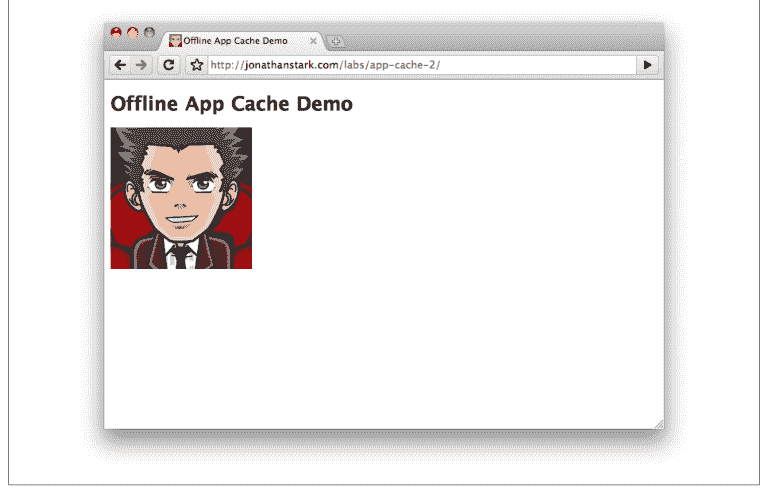 Offline App Cache Demo
http://jonathanstark.com/labs/app-cache-2/
Offline App Cache Demo